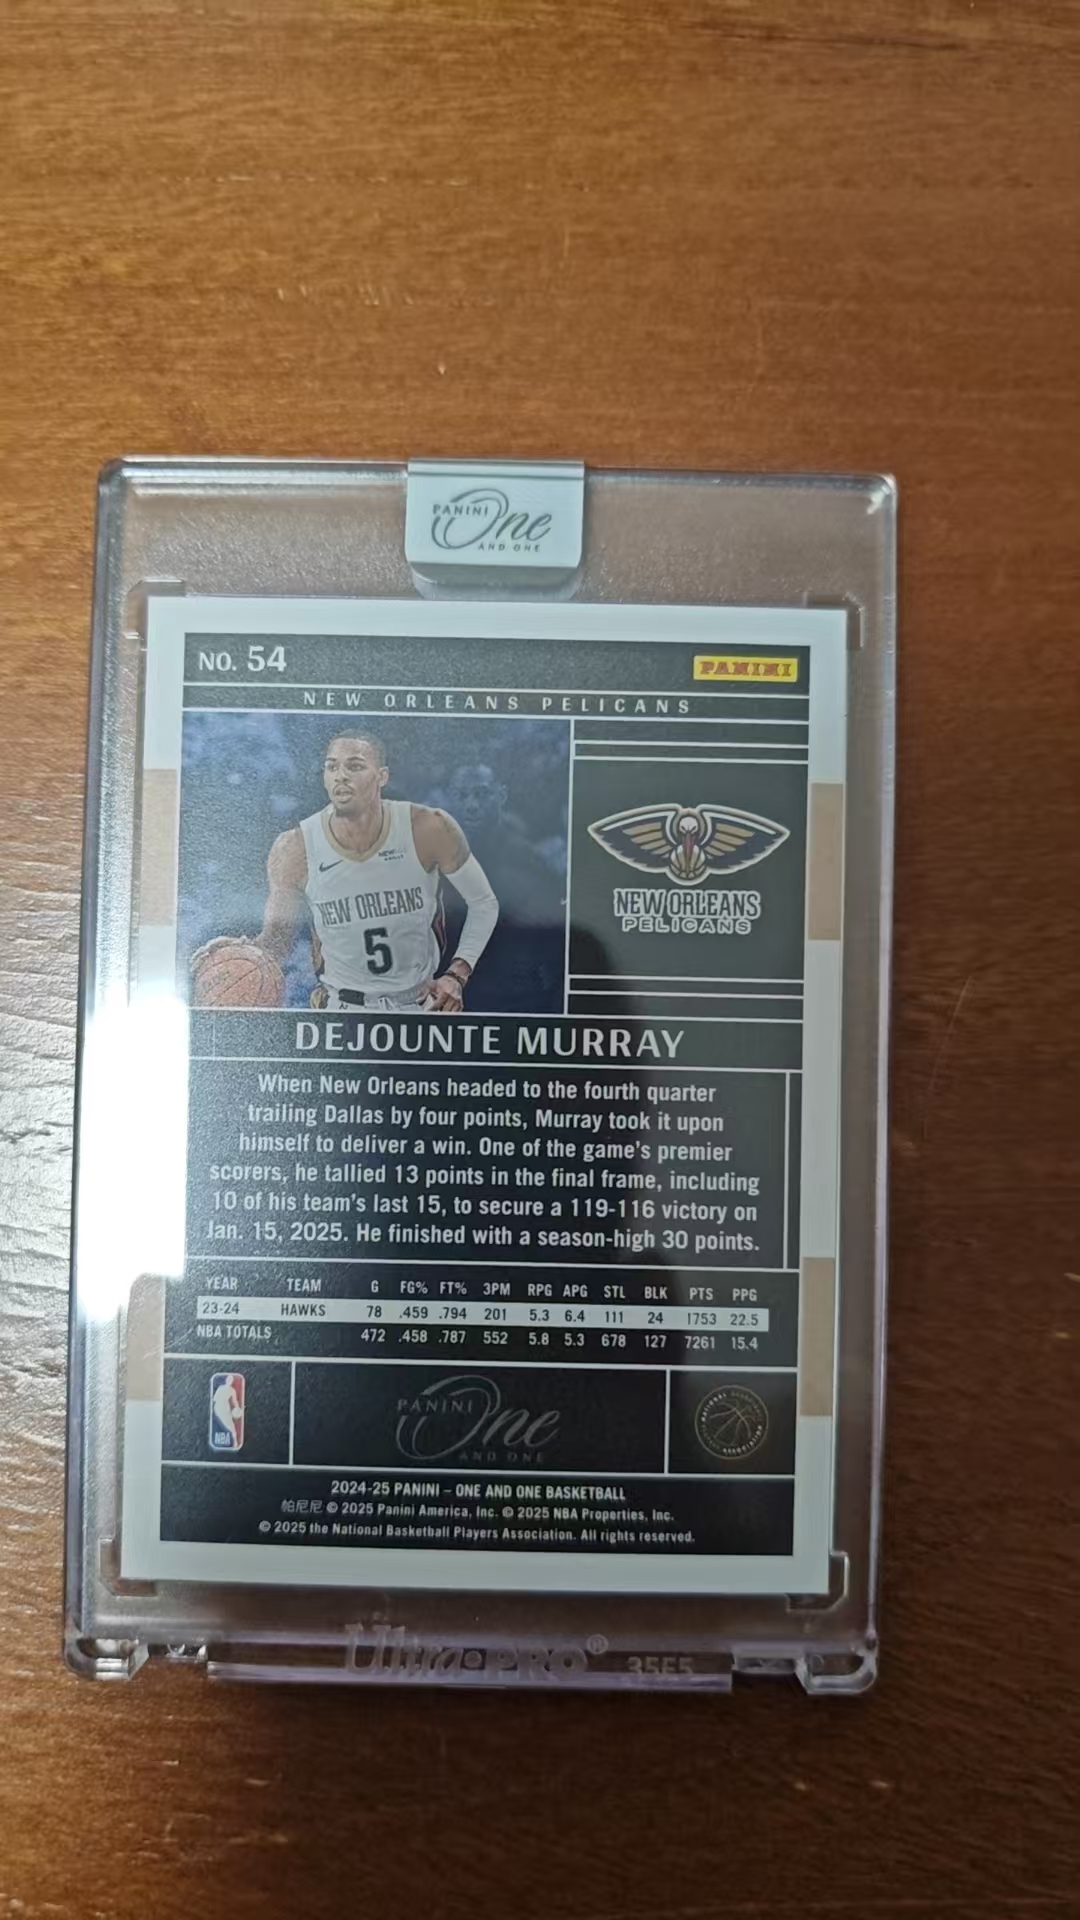 PANINI One
AND ONE
NO. 54
PANINI
NEW ORLEANS PELICANS
NEW ORLEANS
5
NEW ORLEANS
PELICANS
DEJOUNTE MURRAY
When New Orleans headed to the fourth quarter
trailing Dallas by four points, Murray took it upon
himself to deliver a win. One of the game's premier
scorers, he tallied 13 points in the final frame, including
10 of his team's last 15, to secure a 119-116 victory on
Jan. 15, 2025. He finished with a season-high 30 points.
YEAR TEAM G FG% FT% 3PM RPG APG STL BLK PTS PPG
23-24 HAWKS 78 .459 .794 201 5.3 6.4 111 24 1753 22.5
NBA TOTALS 472 .458 .787 552 5.8 5.3 678 127 7261 15.4
NBA
PANINI One
AND ONE
2024-25 PANINI – ONE AND ONE BASKETBALL
帕尼尼 © 2025 Panini America, Inc. © 2025 NBA Properties, Inc.
© 2025 the National Basketball Players Association. All rights reserved.
Ultra•PRO®